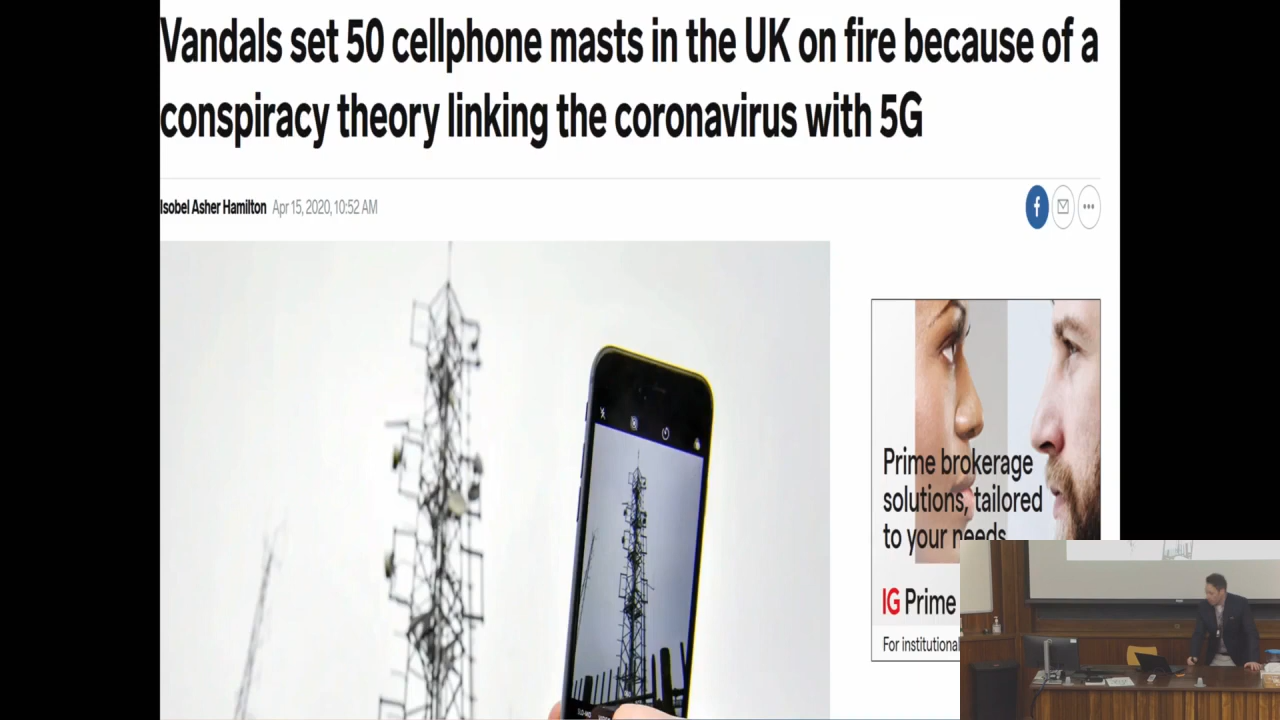 Vandals set 50 cellphone masts in the UK on fire because of a
conspiracy theory linking the coronavirus with 5G
Isobel Asher Hamilton Apr 15, 2020, 10:52 AM
f
Prime brokerage
solutions, tailored
to your needs
IG Prime
For institutional